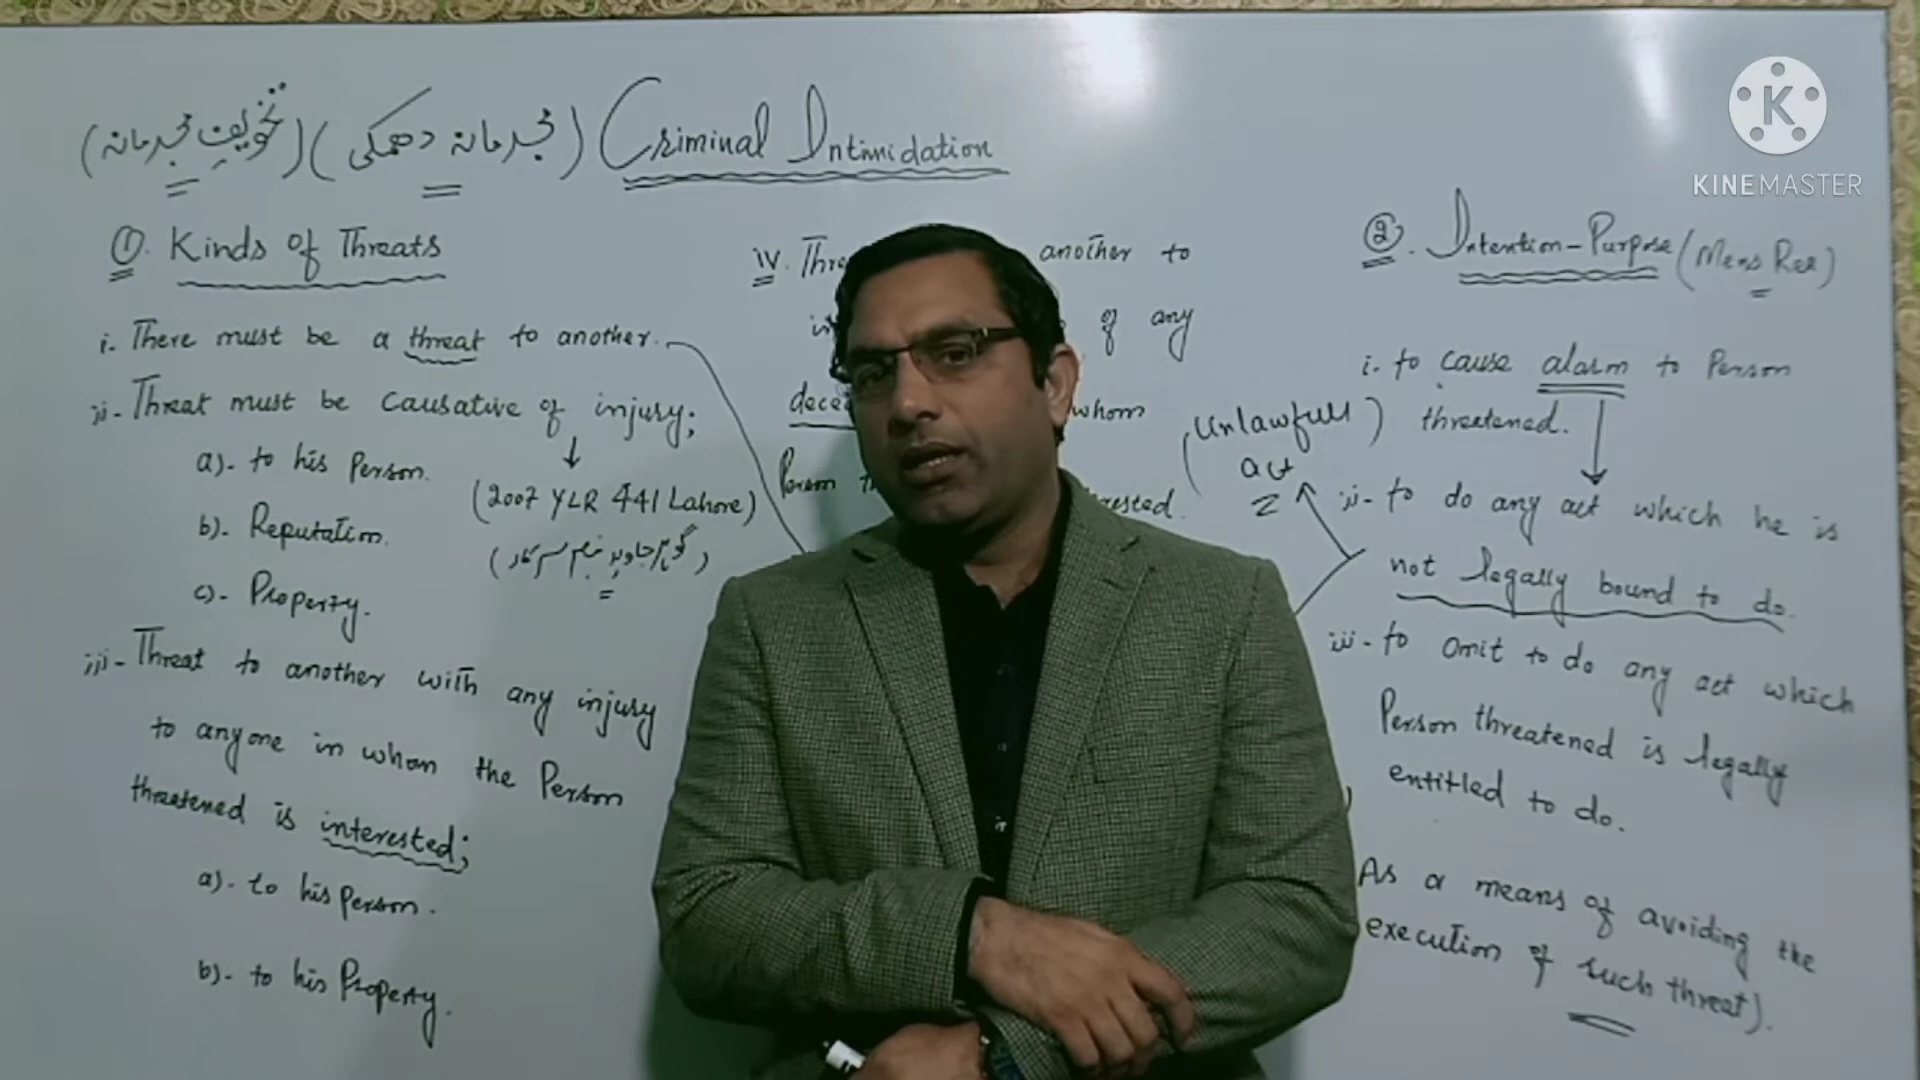 Criminal Intimidation (مجرمانہ دھمکی) (تخویفِ مجرمانہ)
KINEMASTER
①. Kinds of Threats
i. There must be a threat to another.
ii- Threat must be causative of injury;
a)- to his Person.
b)- Reputation.
c)- Property.
(2007 YLR 441 Lahore)
iii- Threat to another with any injury
to anyone in whom the Person
threatened is interested;
a)- to his Person.
b)- to his Property.
iv. another to
of any
whom
Person
②. Intention-Purpose (Mens Rea)
i- to cause alarm to Person
threatened.
(unlawfull
act
ii- to do any act which he is
not legally bound to do.
iii- to omit to do any act which
Person threatened is legally
entitled to do.
As a means of avoiding the
execution of such threat).